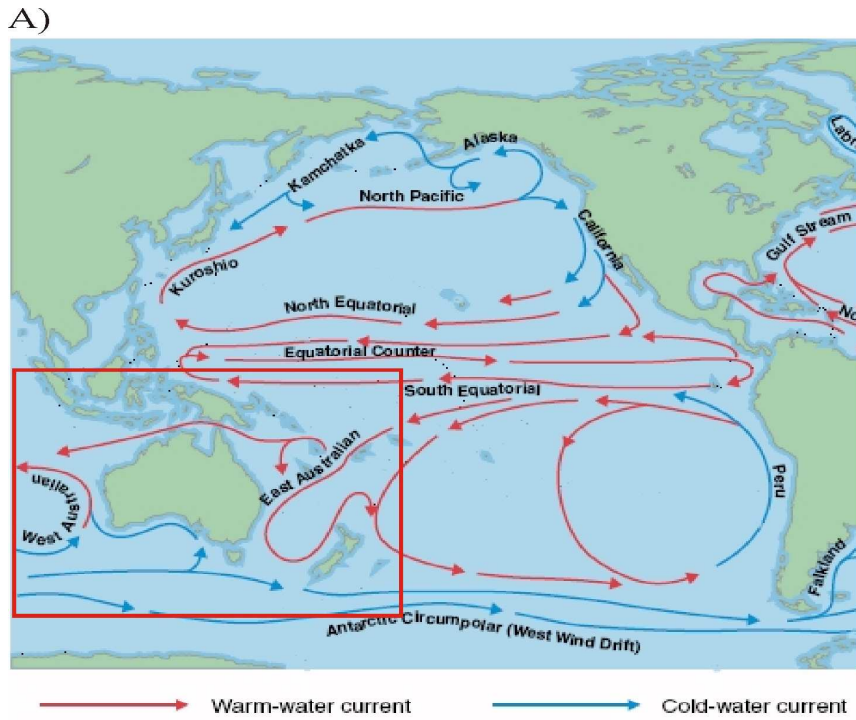 A)
Labr
Alaska
Kamchatka
North Pacific
California
Gulf Stream
Kuroshio
North Equatorial
No
Equatorial Counter
South Equatorial
East Australian
West Australian
Peru
Falkland
Antarctic Circumpolar (West Wind Drift)
Warm-water current
Cold-water current